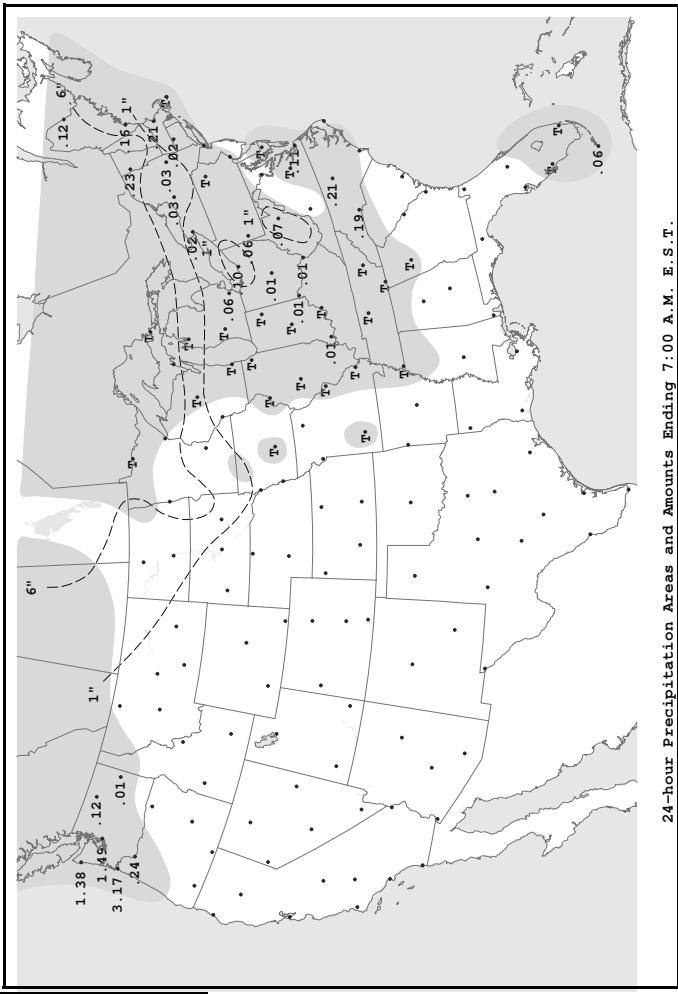 6"
6"
.12
1.38
1"
.12
1.49
3.17
.01
.16
1"
.23
T
.24
T
.21
T
.03
.02
.03
T
.02
T
T
1"
T
.06
T
.10
.06
1"
T
T
T
T
.01
T
.07
T
T
.11
.01
T
.01
T
T
.01
.21
T
.19
T
T
T
T
T
T
T
T
.06
24-hour Precipitation Areas and Amounts Ending 7:00 A.M. E.S.T.